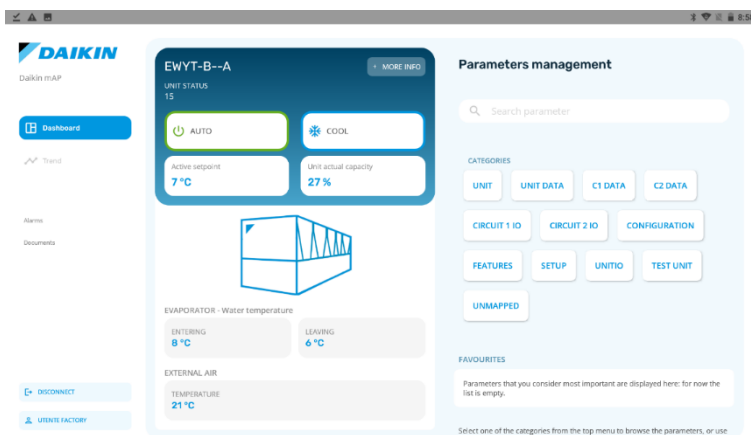 8:58
DAIKIN
Daikin mAP
Dashboard
Trend
Alarms
Documents
DISCONNECT
UTENTE FACTORY
EWYT-B--A
+ MORE INFO
UNIT STATUS
15
AUTO
COOL
Active setpoint
7 °C
Unit actual capacity
27 %
EVAPORATOR - Water temperature
ENTERING
8 °C
LEAVING
6 °C
EXTERNAL AIR
TEMPERATURE
21 °C
Parameters management
Search parameter
CATEGORIES
UNIT
UNIT DATA
C1 DATA
C2 DATA
CIRCUIT 1 IO
CIRCUIT 2 IO
CONFIGURATION
FEATURES
SETUP
UNITIO
TEST UNIT
UNMAPPED
FAVOURITES
Parameters that you consider most important are displayed here: for now the
list is empty.
Select one of the categories from the top menu to browse the parameters, or use